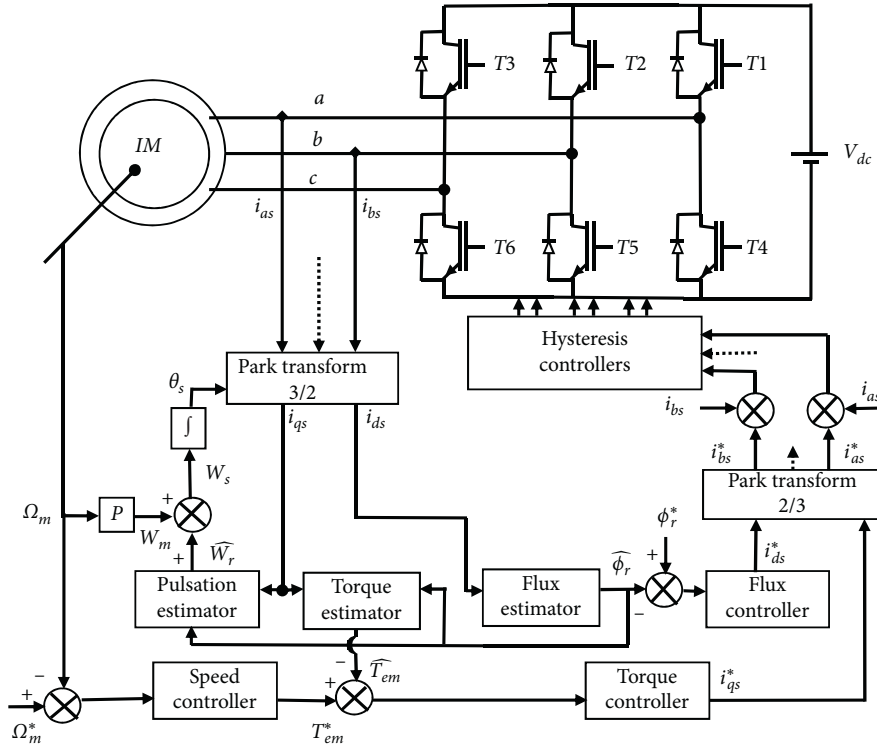 T3
T2
T1
a
IM
b
V_dc
c
i_as
i_bs
T6
T5
T4
Hysteresis
controllers
Park transform
3/2
θ_s
i_qs
i_ds
i_bs
i_as
∫
W_s
i*_bs
i*_as
Park transform
2/3
Ω_m
P
+
W_m
+
Ŵ_r
ϕ*_r
+
i*_ds
Pulsation
estimator
Torque
estimator
Flux
estimator
ϕ̂_r
−
Flux
controller
−
−
T̂_em
+
Speed
controller
+
Torque
controller
i*_qs
Ω*_m
T*_em